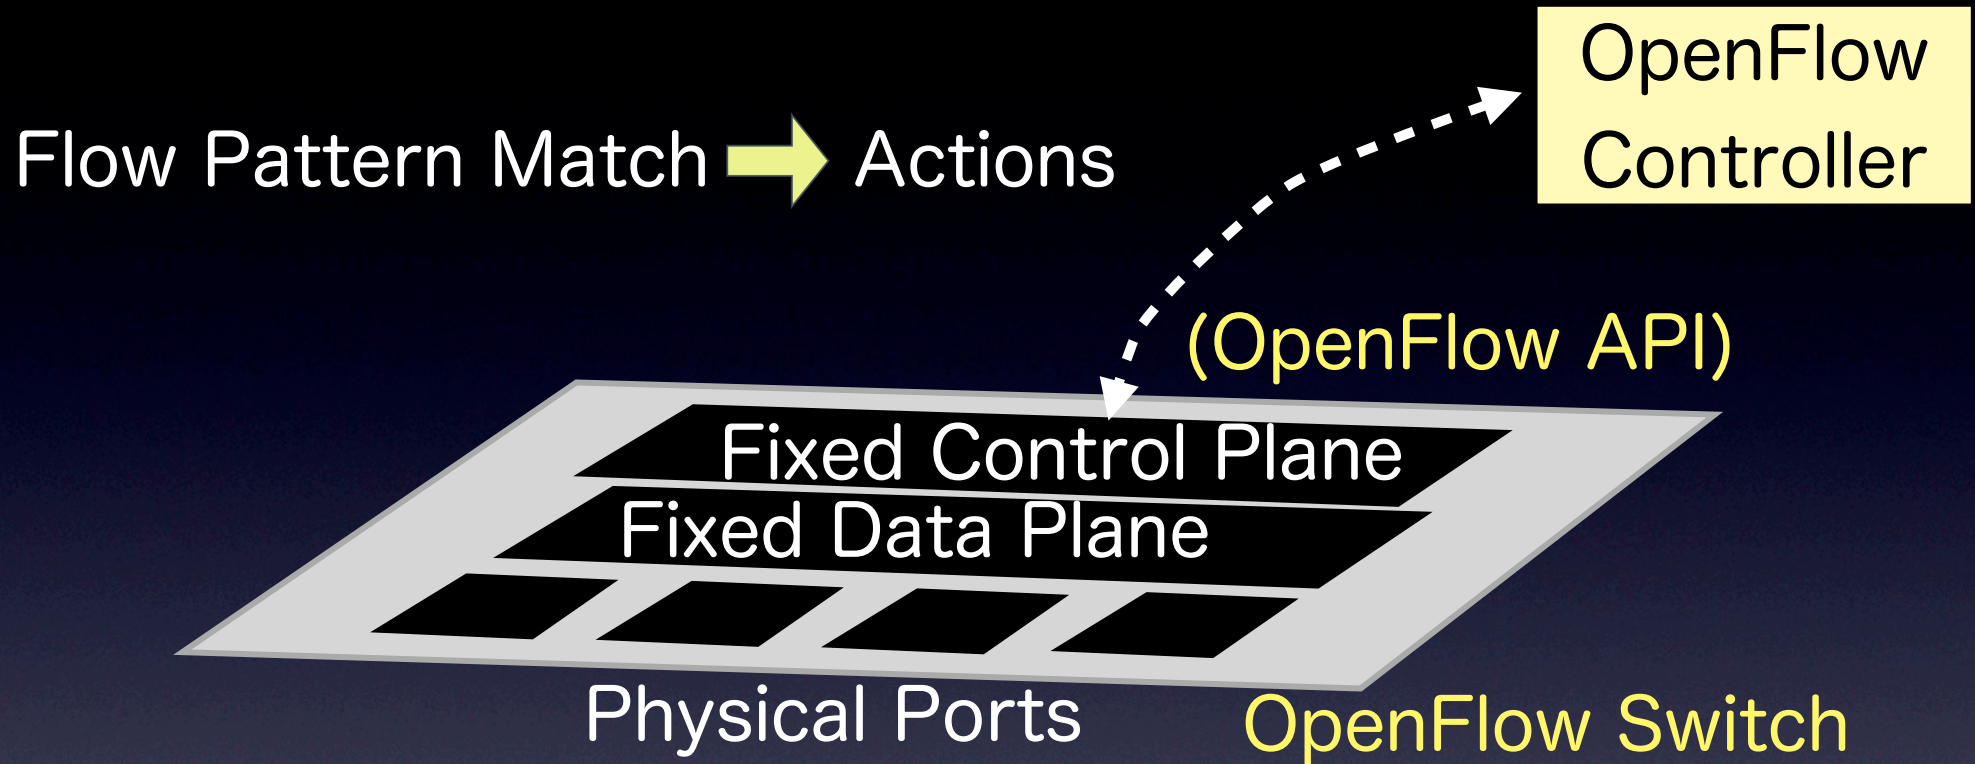 OpenFlow
Controller
Flow Pattern Match Actions
(OpenFlow API)
Fixed Control Plane
Fixed Data Plane
Physical Ports
OpenFlow Switch